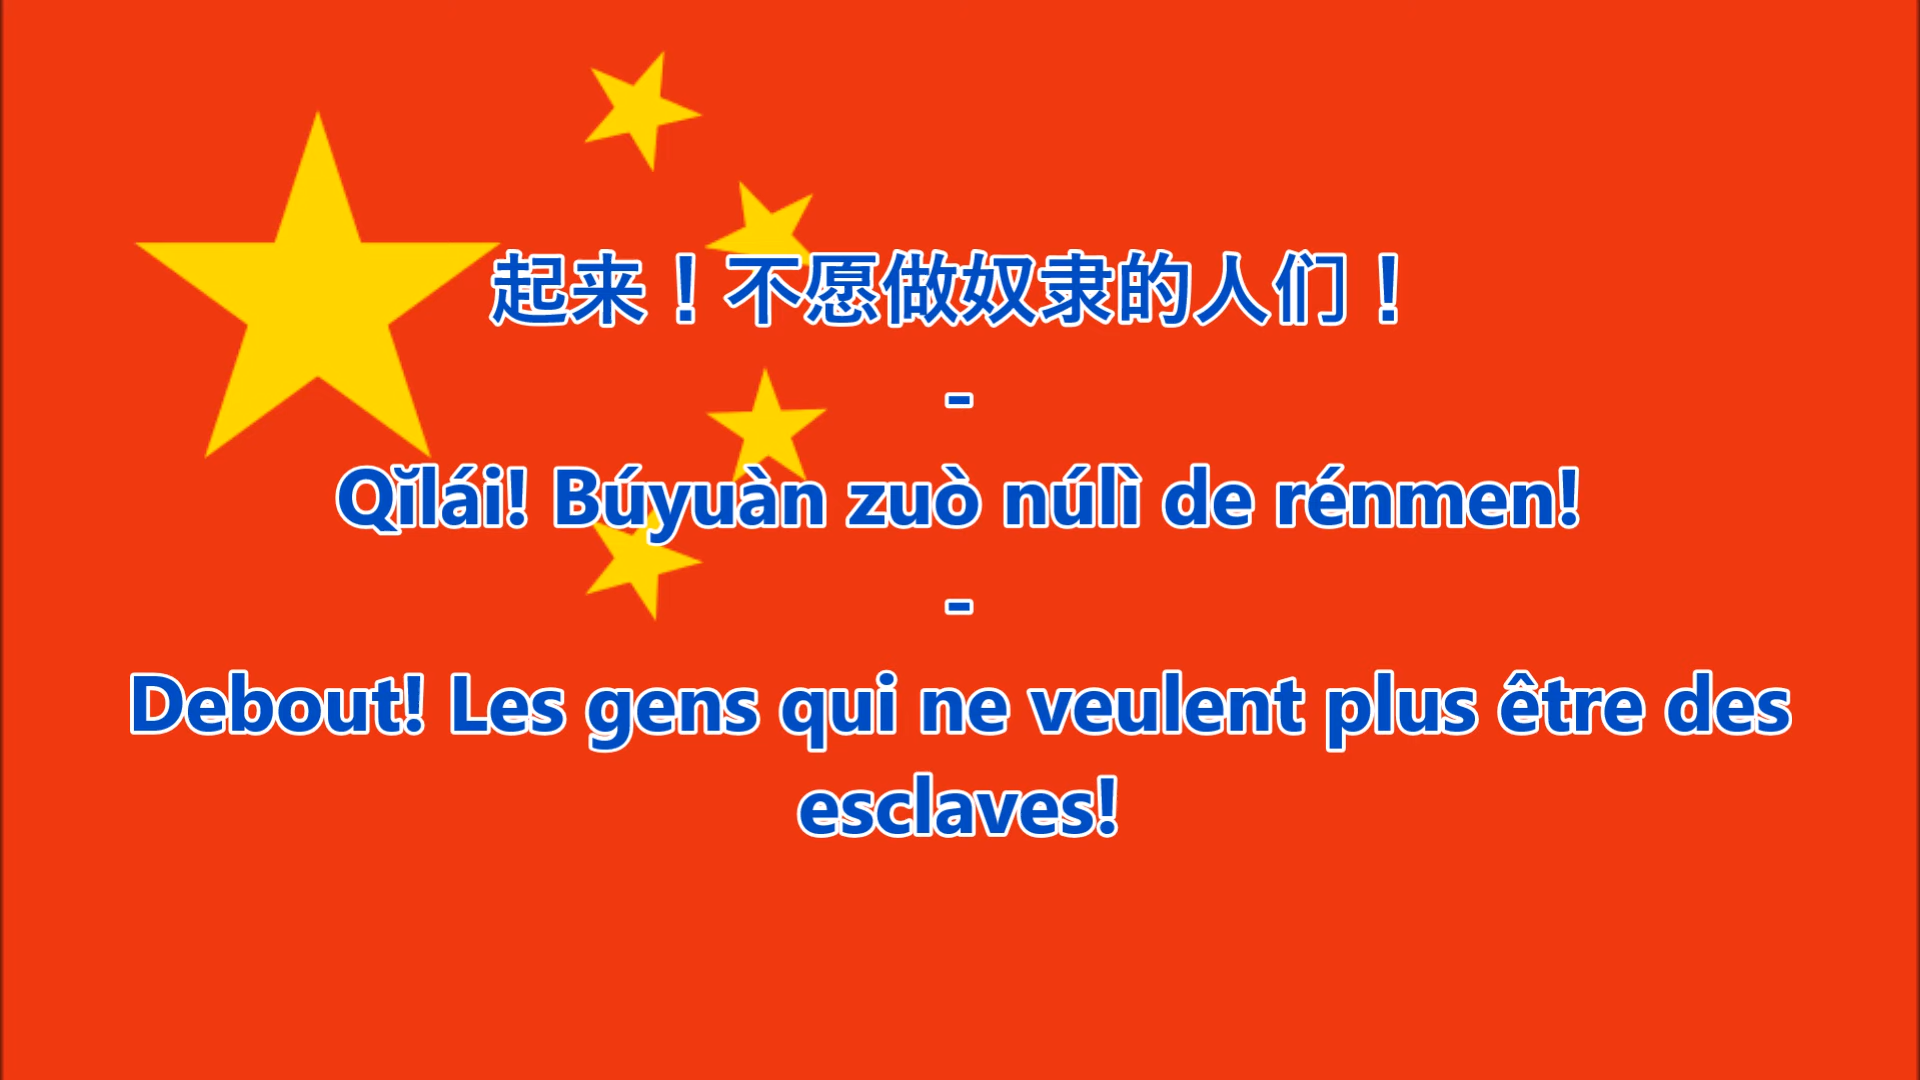 起来！不愿做奴隶的人们！
-
Qĭlái! Búyuàn zuò núlì de rénmen!
-
Debout! Les gens qui ne veulent plus être des
esclaves!